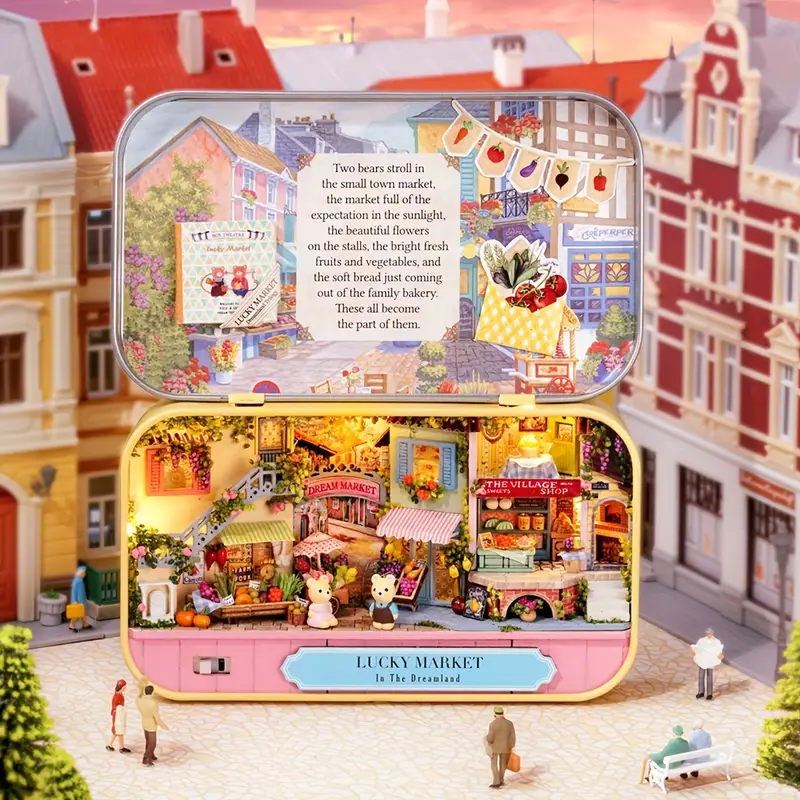 Two bears stroll in
the small town market,
the market full of the
expectation in the sunlight,
the beautiful flowers
on the stalls, the bright fresh
fruits and vegetables, and
the soft bread just coming
out of the family bakery.
These all become
the part of them.
Lucky Market
LUCKY MARKET
DREAM MARKET
THE VILLAGE
SWEETS SHOP
LUCKY MARKET
In The Dreamland